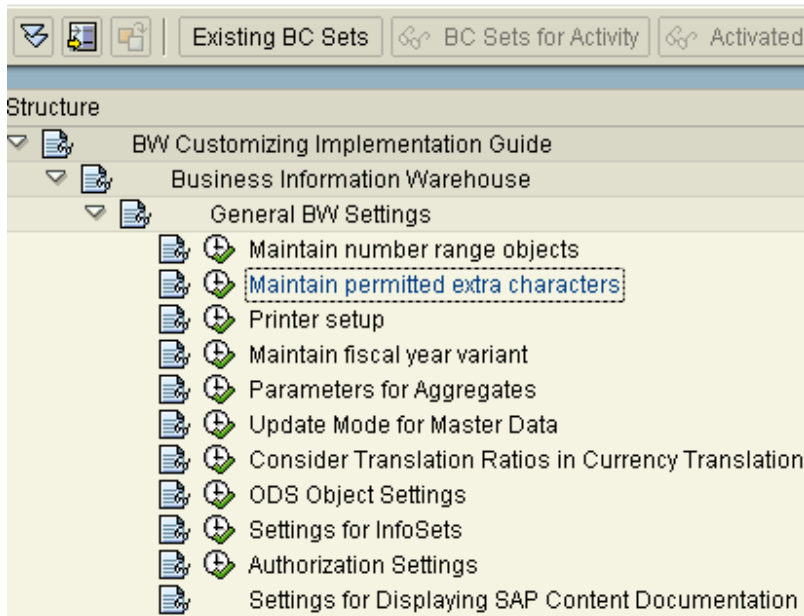 Existing BC Sets BC Sets for Activity Activated
Structure
BW Customizing Implementation Guide
Business Information Warehouse
General BW Settings
Maintain number range objects
Maintain permitted extra characters
Printer setup
Maintain fiscal year variant
Parameters for Aggregates
Update Mode for Master Data
Consider Translation Ratios in Currency Translation
ODS Object Settings
Settings for InfoSets
Authorization Settings
Settings for Displaying SAP Content Documentation